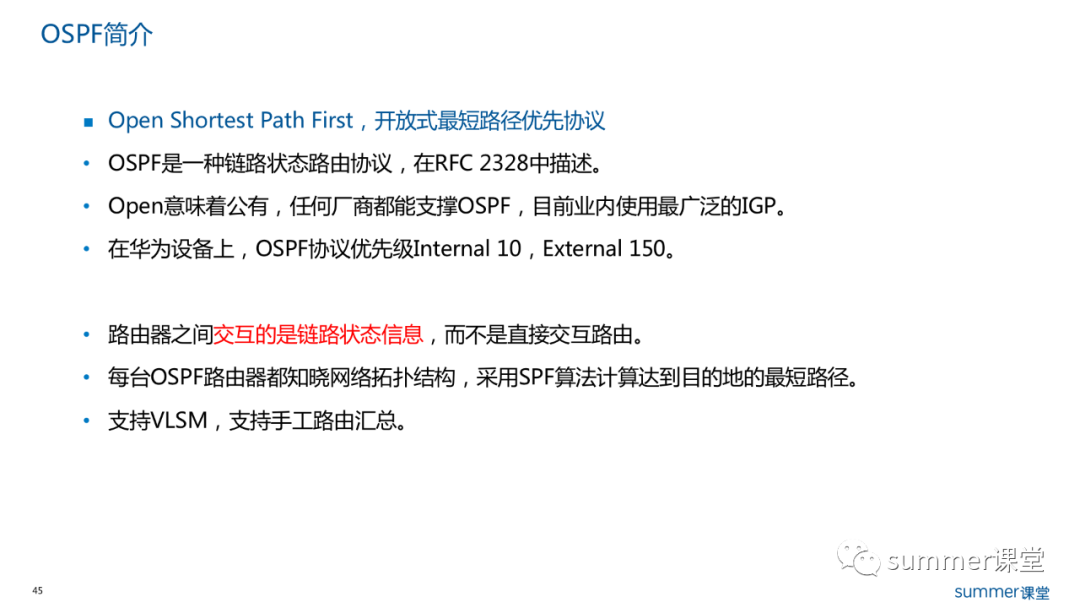 OSPF简介
Open Shortest Path First，开放式最短路径优先协议
OSPF是一种链路状态路由协议，在RFC 2328中描述。
Open意味着公有，任何厂商都能支撑OSPF，目前业内使用最广泛的IGP。
在华为设备上，OSPF协议优先级Internal 10，External 150。
路由器之间交互的是链路状态信息，而不是直接交互路由。
每台OSPF路由器都知晓网络拓扑结构，采用SPF算法计算达到目的地的最短路径。
支持VLSM，支持手工路由汇总。
summer课堂
45
summer课堂